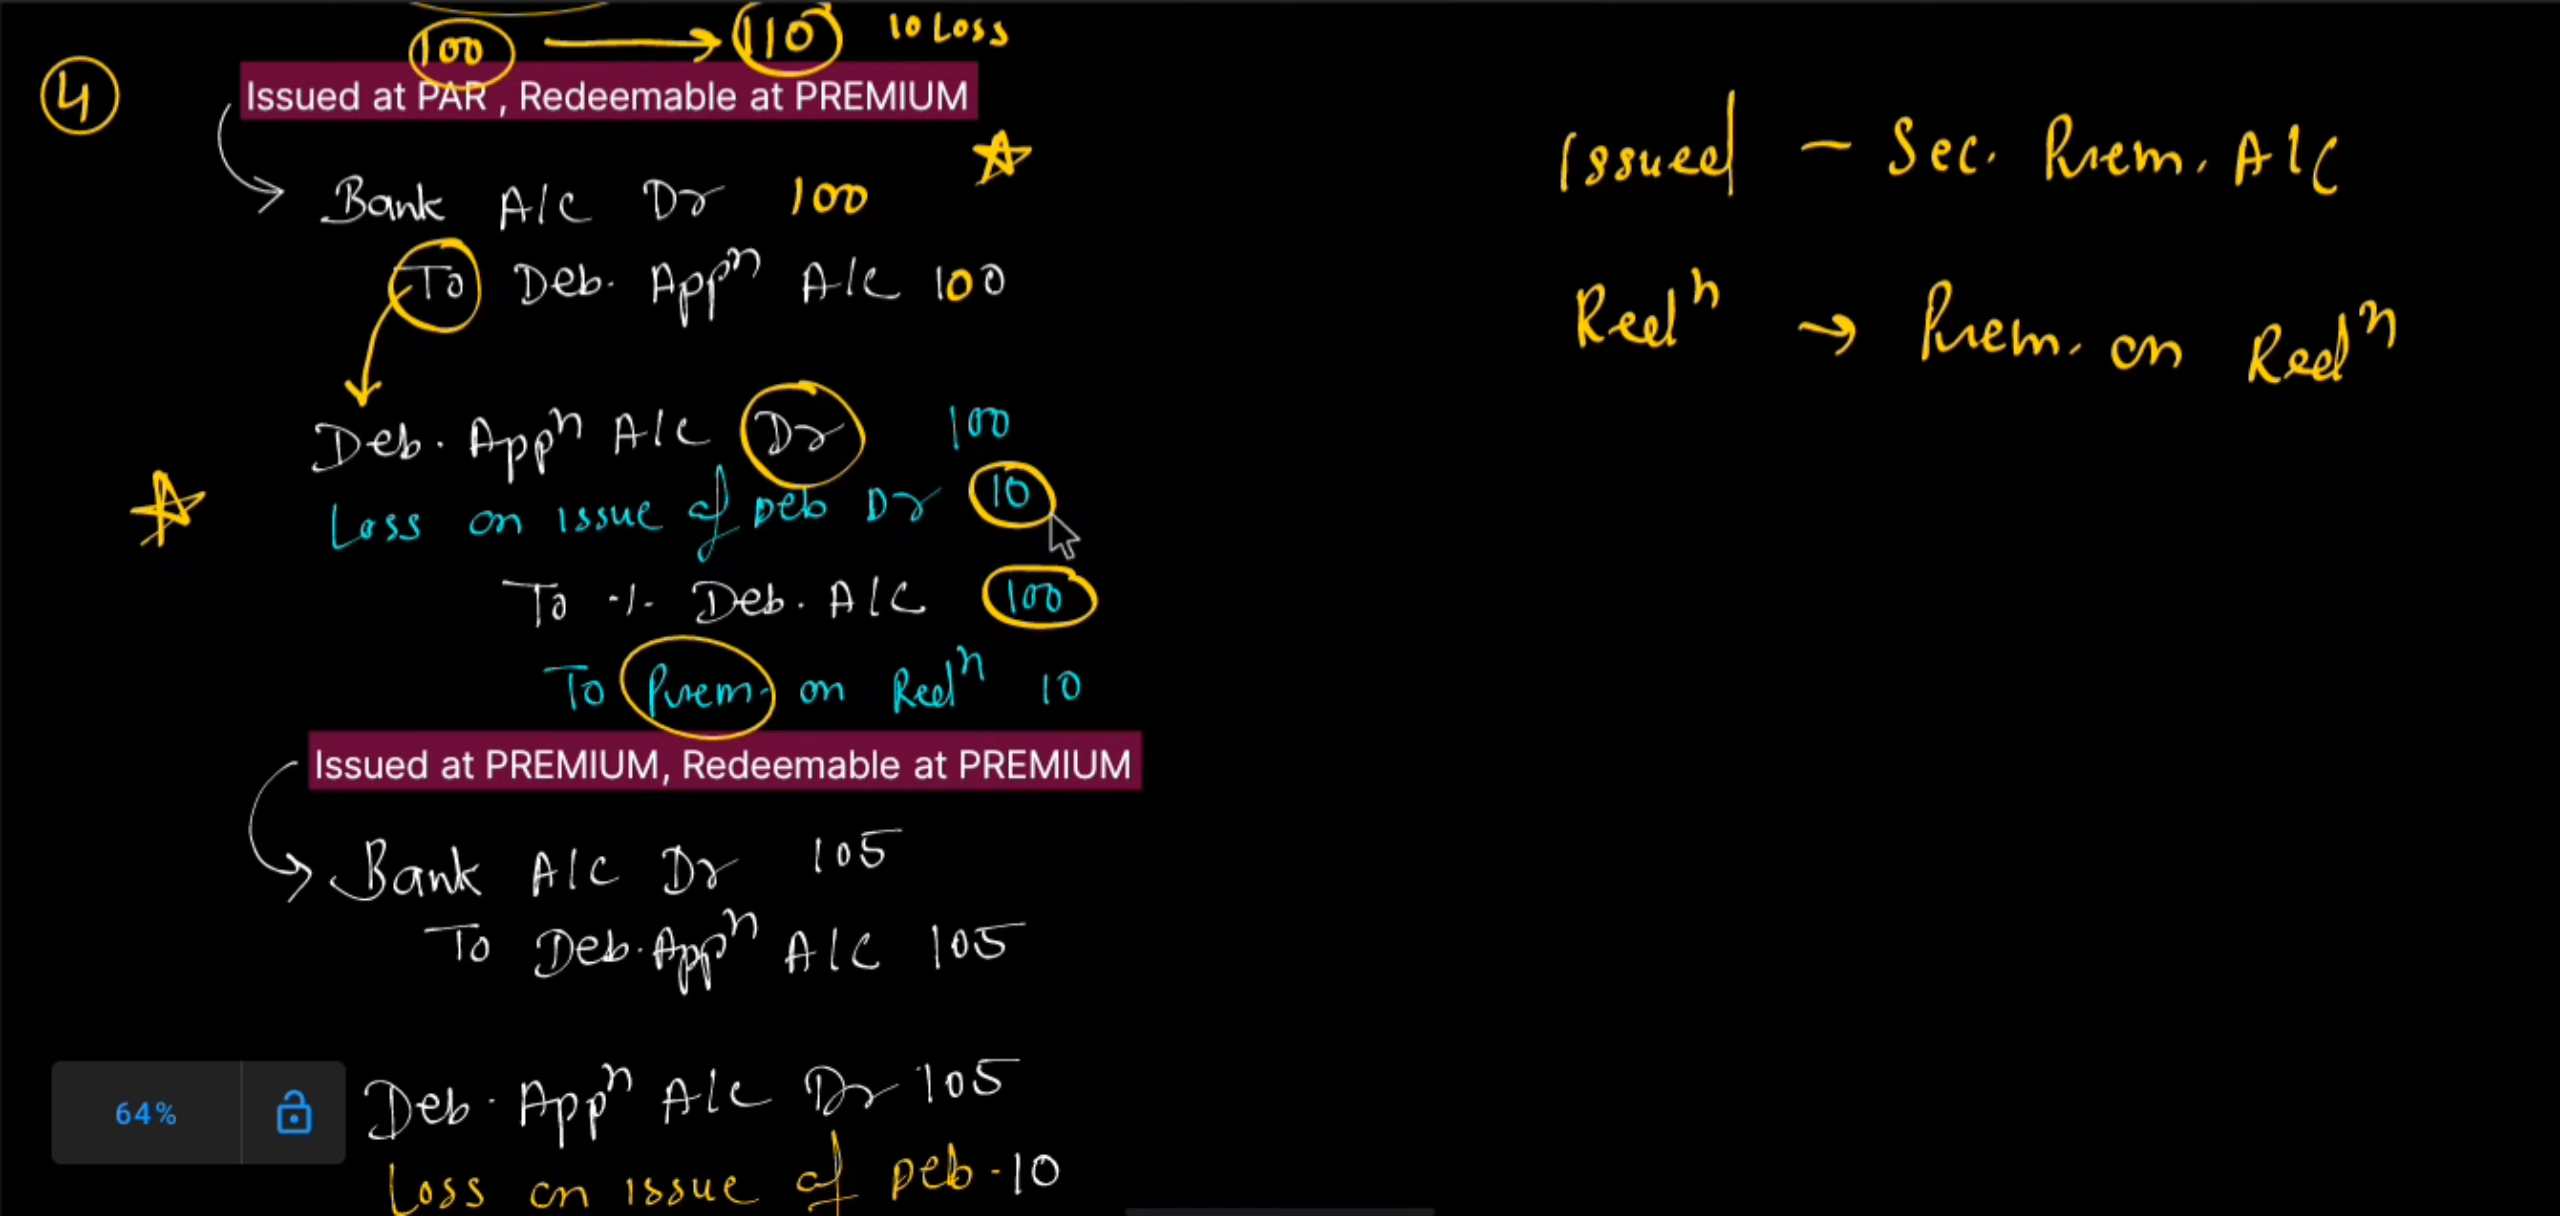 100 → 110 10 Loss
4 Issued at PAR , Redeemable at PREMIUM
Bank A/C Dr 100
To Deb. Appⁿ A/C 100
Deb. Appⁿ A/C Dr 100
Loss on issue of Deb Dr 10
To -/. Deb. A/C 100
To Prem. on Redⁿ 10
Issued at PREMIUM, Redeemable at PREMIUM
Bank A/C Dr 105
To Deb. Appⁿ A/C 105
Deb. Appⁿ A/C Dr 105
Loss on issue of Deb - 10
Issued - Sec. Prem. A/C
Redⁿ → Prem. on Redⁿ
64%